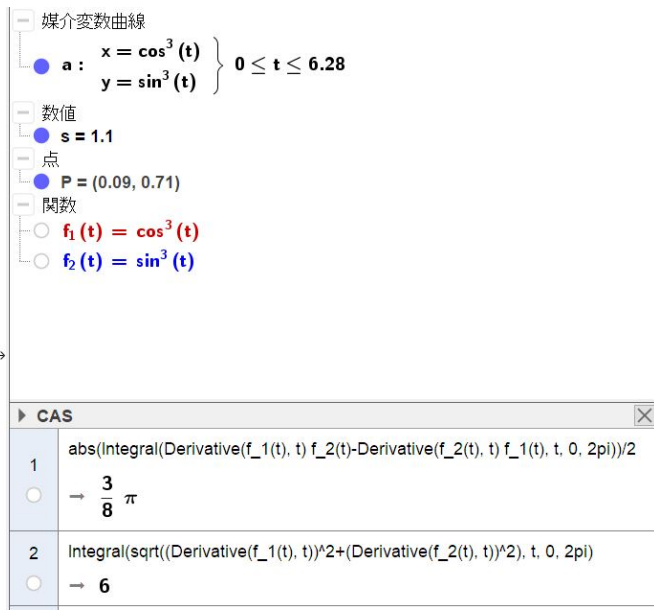 媒介変数曲線
a : x = cos³ (t)
y = sin³ (t)
0 ≤ t ≤ 6.28
数値
s = 1.1
点
P = (0.09, 0.71)
関数
f₁ (t) = cos³ (t)
f₂ (t) = sin³ (t)
CAS
1
abs(Integral(Derivative(f_1(t), t) f_2(t)-Derivative(f_2(t), t) f_1(t), t, 0, 2pi))/2
→ 3/8 π
2
Integral(sqrt((Derivative(f_1(t), t))^2+(Derivative(f_2(t), t))^2), t, 0, 2pi)
→ 6